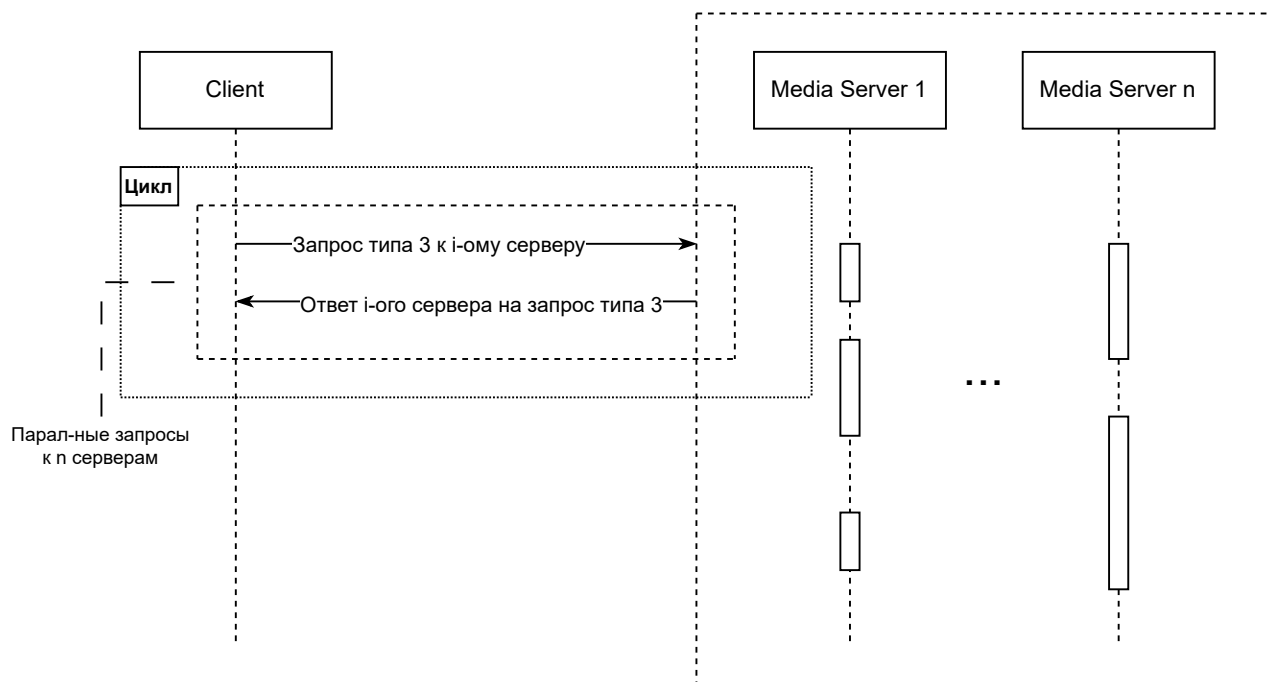 Client
Media Server 1
Media Server n
Цикл
Запрос типа 3 к i-ому серверу
Ответ i-ого сервера на запрос типа 3
...
Парал-ные запросы
к n серверам